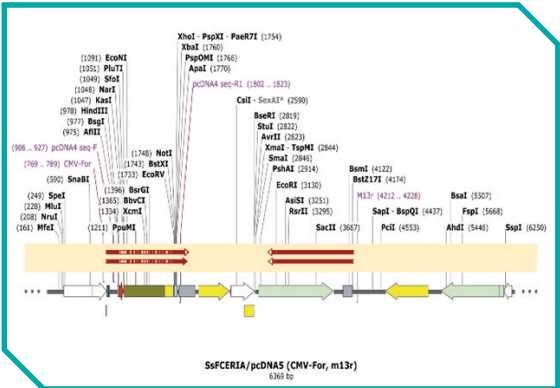 XhoI - PspXI - PaeR7I (1754)
XbaI (1760)
(1091) EcoNI PspOMI (1766)
(1051) PluTI ApaI (1770)
(1049) SfoI pcDNA4 seq-R1 (1802 .. 1823)
(1048) NarI
(1047) KasI CsiI - SexAI* (2590)
(978) HindIII BseRI (2819)
(977) BsgI StuI (2822)
(975) AflII AvrII (2823)
(906 .. 927) pcDNA4 seq-F (1748) NotI XmaI - TspMI (2844)
(769 .. 789) CMV-For (1743) BstXI SmaI (2846) BsmI (4122)
(590) SnaBI (1733) EcoRV PshAI (2914) BstZ17I (4174)
(249) SpeI (1396) BsrGI EcoRI (3130) M13r (4212 .. 4228) BsaI (5507)
(228) MluI (1365) BbvCI AsiSI (3251) SapI - BspQI (4437) FspI (5668)
(208) NruI (1334) XcmI RsrII (3295) PciI (4553) AhdI (5446)
(161) MfeI (1211) PpuMI SacII (3667) SspI (6250)
SsFCERIA/pcDNA5 (CMV-For, m13r)
6369 bp